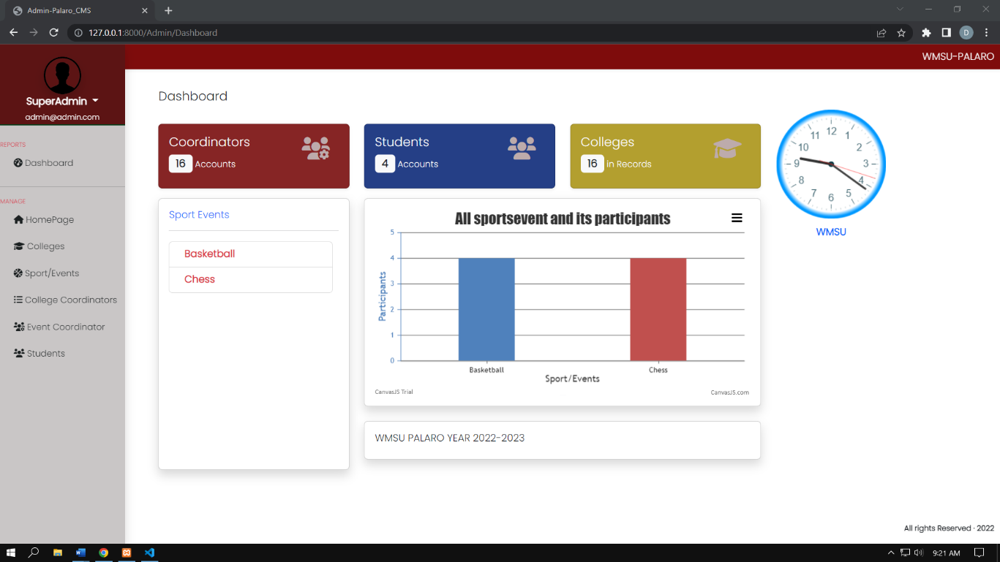 Admin-Palaro_CMS
127.0.0.1:8000/Admin/Dashboard
D
WMSU-PALARO
SuperAdmin
admin@admin.com
REPORTS
Dashboard
MANAGE
HomePage
Colleges
Sport/Events
College Coordinators
Event Coordinator
Students
Dashboard
Coordinators
16 Accounts
Students
4 Accounts
Colleges
16 in Records
12
1
2
3
4
5
6
7
8
9
10
11
WMSU
Sport Events
Basketball
Chess
All sportsevent and its participants
5
4
3
2
1
0
Participants
Basketball
Chess
Sport/Events
CanvasJS Trial
CanvasJS.com
WMSU PALARO YEAR 2022-2023
All rights Reserved · 2022
9:21 AM